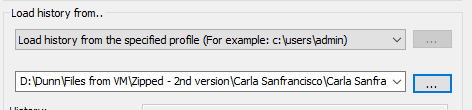 Load history from..
Load history from the specified profile (For example: c:\users\admin)
...
D:\Dunn\Files from VM\Zipped - 2nd version\Carla Sanfrancisco\Carla Sanfra
...
History: